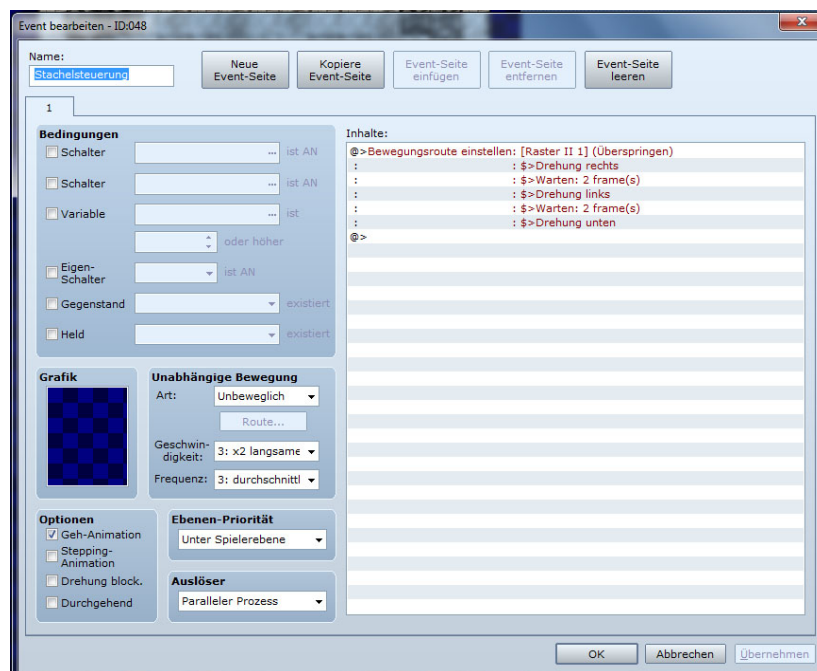 Event bearbeiten - ID:048
Name:
Stachelsteuerung
Neue
Event-Seite
Kopiere
Event-Seite
Event-Seite
einfügen
Event-Seite
entfernen
Event-Seite
leeren
1
Bedingungen
Schalter ... ist AN
Schalter ... ist AN
Variable ... ist
oder höher
Eigen-
Schalter
ist AN
Gegenstand existiert
Held existiert
Grafik
Unabhängige Bewegung
Art: Unbeweglich
Route...
Geschwin-
digkeit:
3: x2 langsame
Frequenz: 3: durchschnittl
Optionen
Geh-Animation
Stepping-
Animation
Drehung block.
Durchgehend
Ebenen-Priorität
Unter Spielerebene
Auslöser
Paralleler Prozess
Inhalte:
@>Bewegungsroute einstellen: [Raster II 1] (Überspringen)
: : $>Drehung rechts
: : $>Warten: 2 frame(s)
: : $>Drehung links
: : $>Warten: 2 frame(s)
: : $>Drehung unten
@>
OK
Abbrechen
Übernehmen